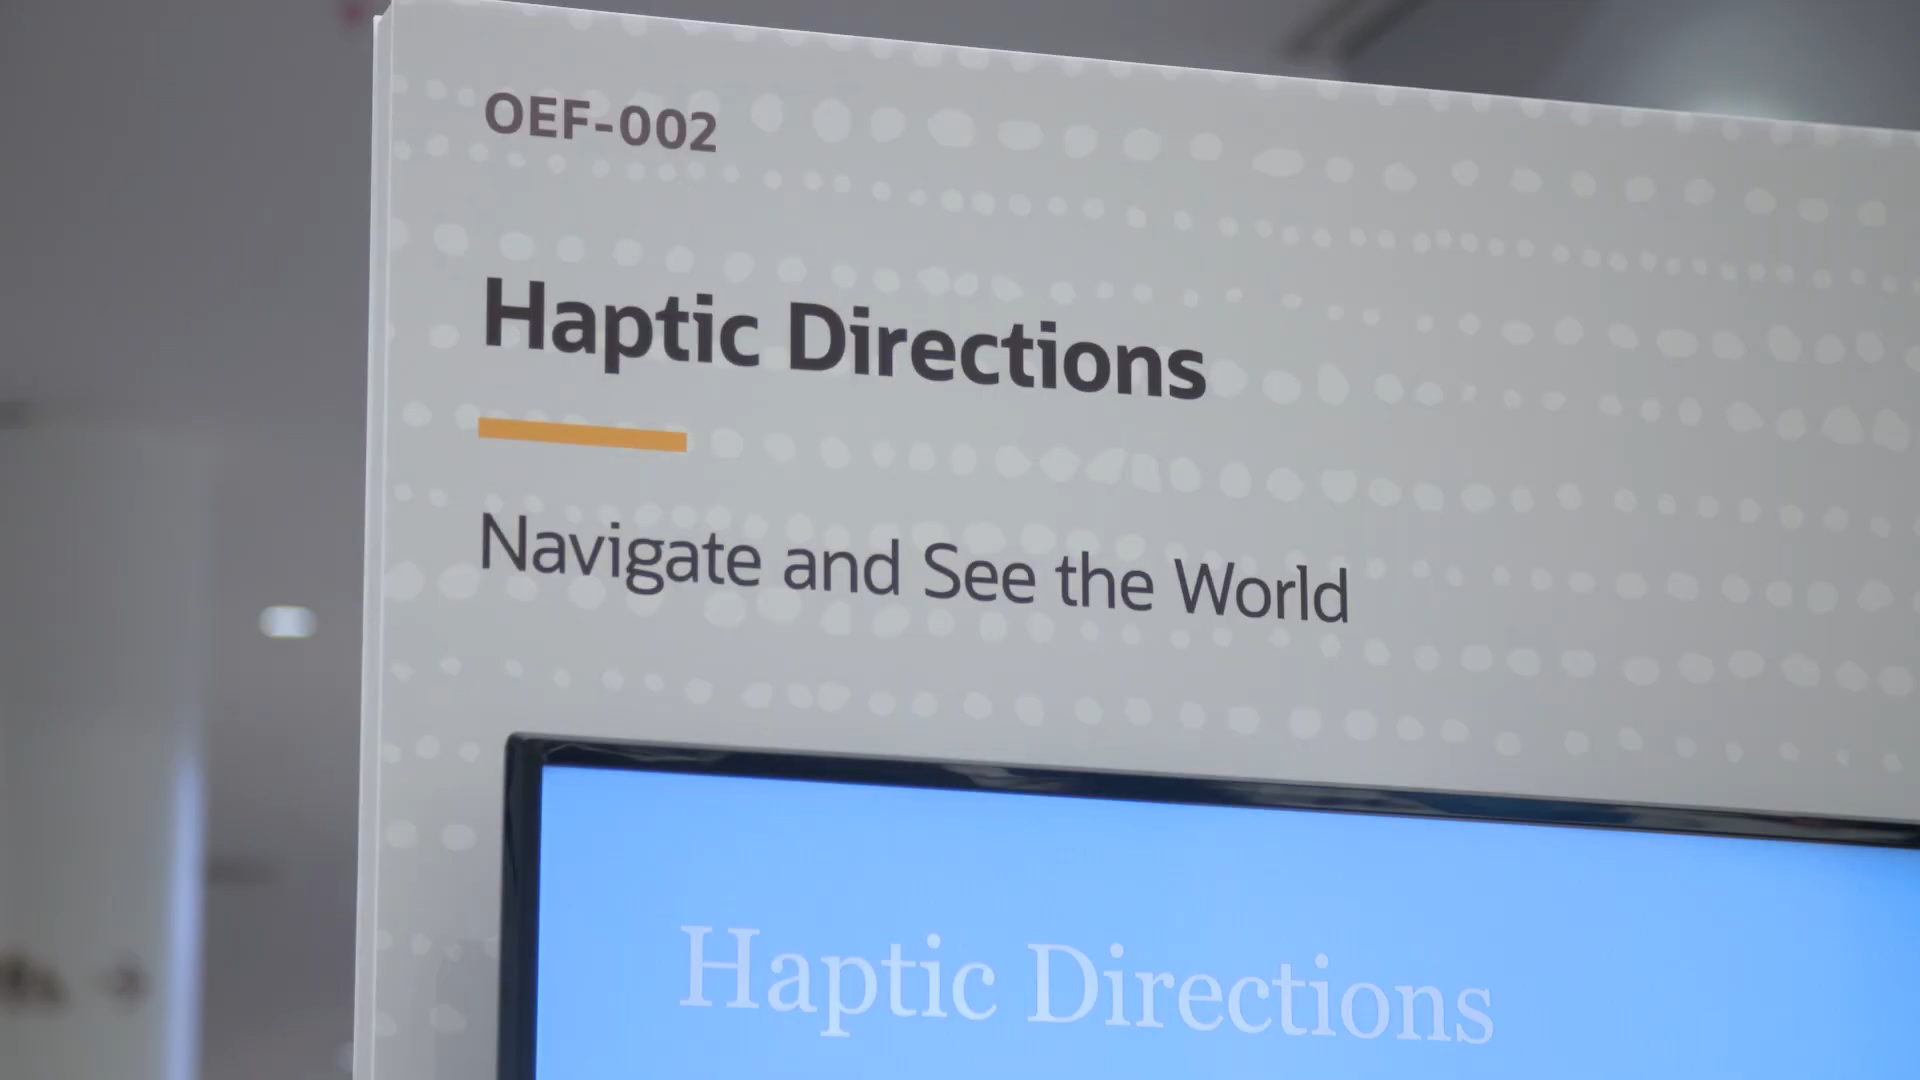 OEF-002
Haptic Directions
Navigate and See the World
Haptic Directions